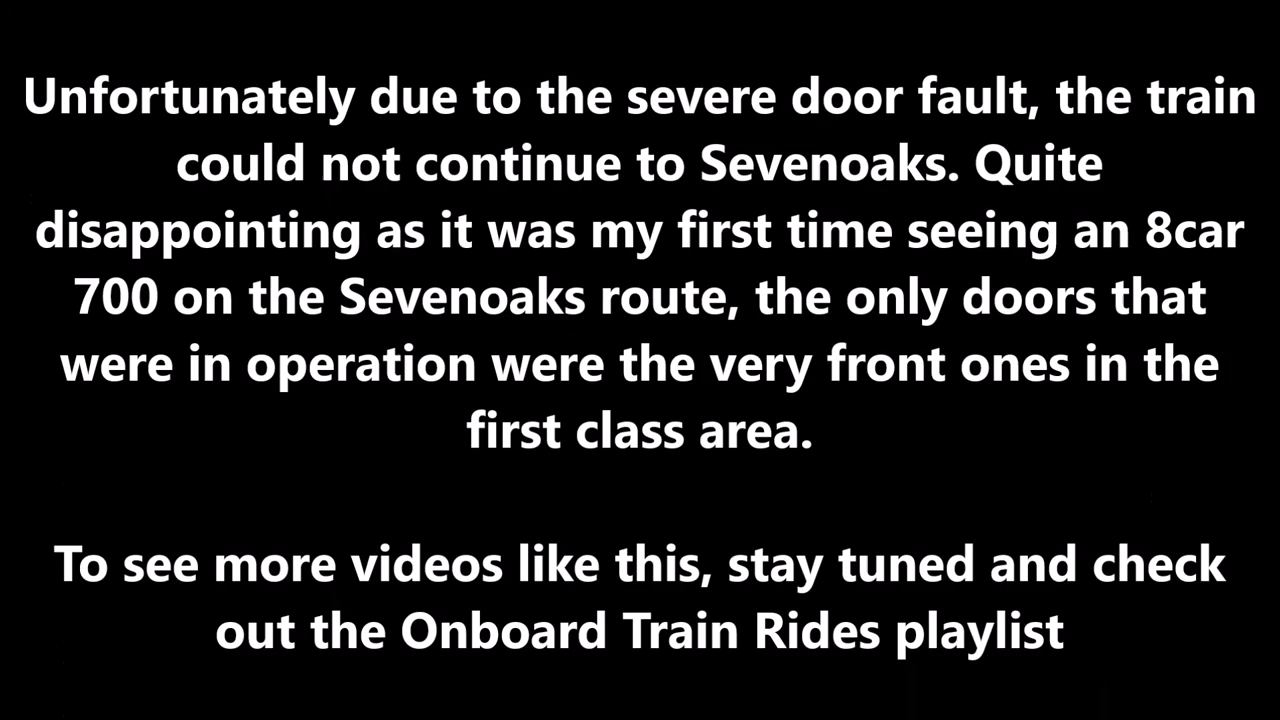 Unfortunately due to the severe door fault, the train
could not continue to Sevenoaks. Quite
disappointing as it was my first time seeing an 8car
700 on the Sevenoaks route, the only doors that
were in operation were the very front ones in the
first class area.
To see more videos like this, stay tuned and check
out the Onboard Train Rides playlist